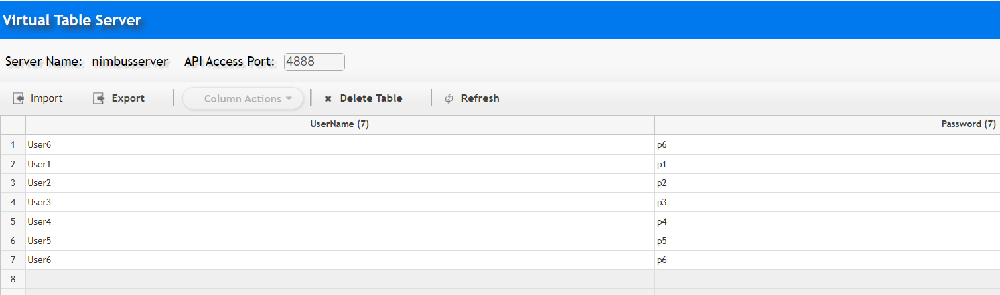 Virtual Table Server
Server Name: nimbusserver API Access Port: 4888
Import Export Column Actions Delete Table Refresh
UserName (7) Password (7)
1 User6 p6
2 User1 p1
3 User2 p2
4 User3 p3
5 User4 p4
6 User5 p5
7 User6 p6
8